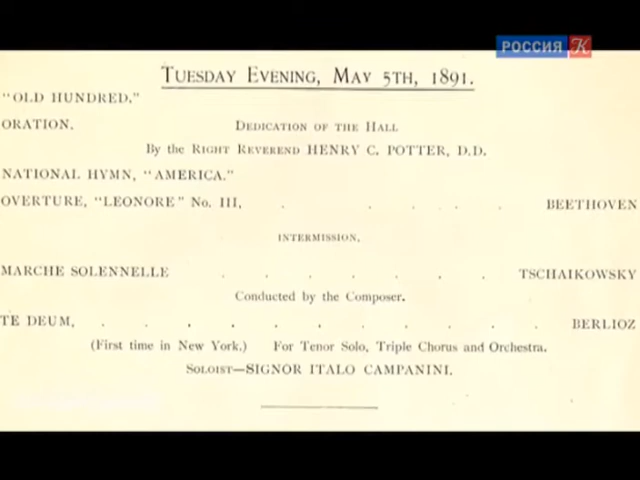 РОССИЯ К
TUESDAY EVENING, MAY 5TH, 1891.
"OLD HUNDRED."
ORATION. DEDICATION OF THE HALL
By the RIGHT REVEREND HENRY C. POTTER, D.D.
NATIONAL HYMN, "AMERICA."
OVERTURE, "LEONORE" No. III, . . . . . BEETHOVEN
INTERMISSION.
MARCHE SOLENNELLE . . . . . . . TSCHAIKOWSKY
Conducted by the Composer.
TE DEUM, . . . . . . . . . . . BERLIOZ
(First time in New York.) For Tenor Solo, Triple Chorus and Orchestra.
SOLOIST—SIGNOR ITALO CAMPANINI.